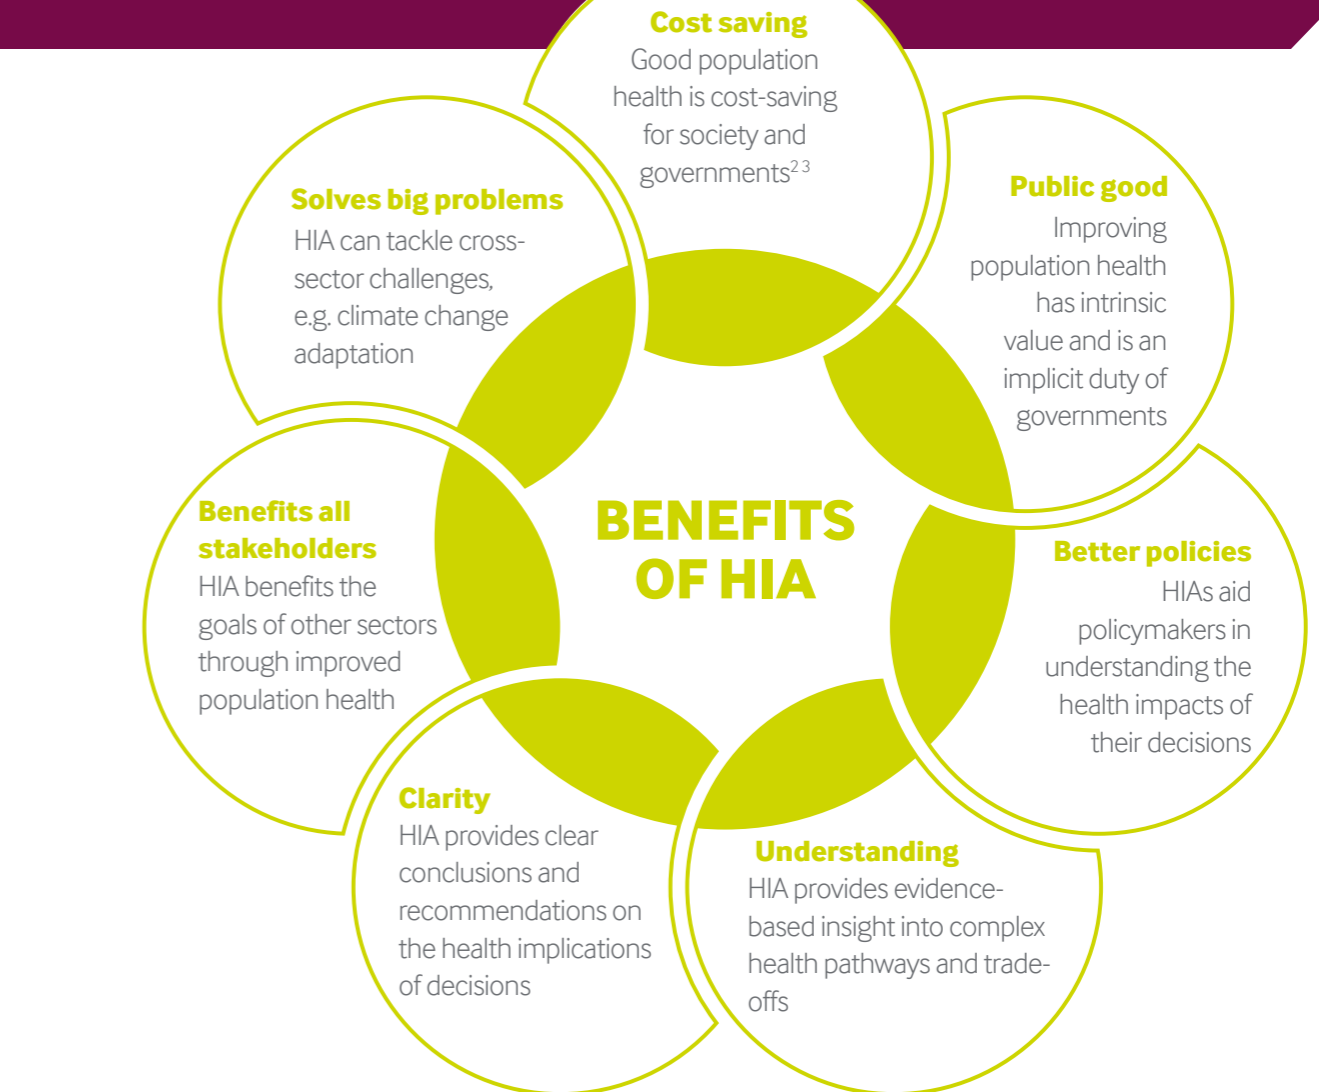 Cost saving
Good population
health is cost-saving
for society and
governments²³
Public good
Improving
population health
has intrinsic
value and is an
implicit duty of
governments
Better policies
HIAs aid
policymakers in
understanding the
health impacts of
their decisions
Understanding
HIA provides evidence-
based insight into complex
health pathways and trade-
offs
Clarity
HIA provides clear
conclusions and
recommendations on
the health implications
of decisions
Benefits all
stakeholders
HIA benefits the
goals of other sectors
through improved
population health
Solves big problems
HIA can tackle cross-
sector challenges,
e.g. climate change
adaptation
BENEFITS
OF HIA